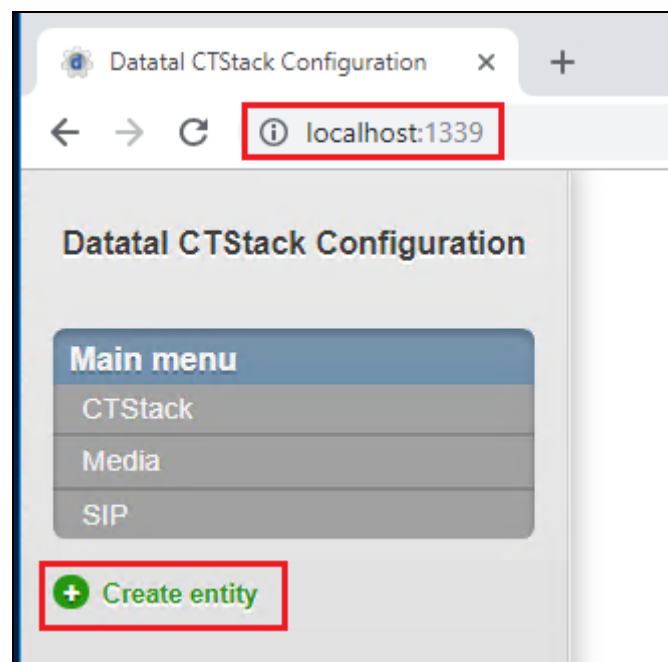 Datatal CTStack Configuration
localhost:1339
Datatal CTStack Configuration
Main menu
CTStack
Media
SIP
Create entity